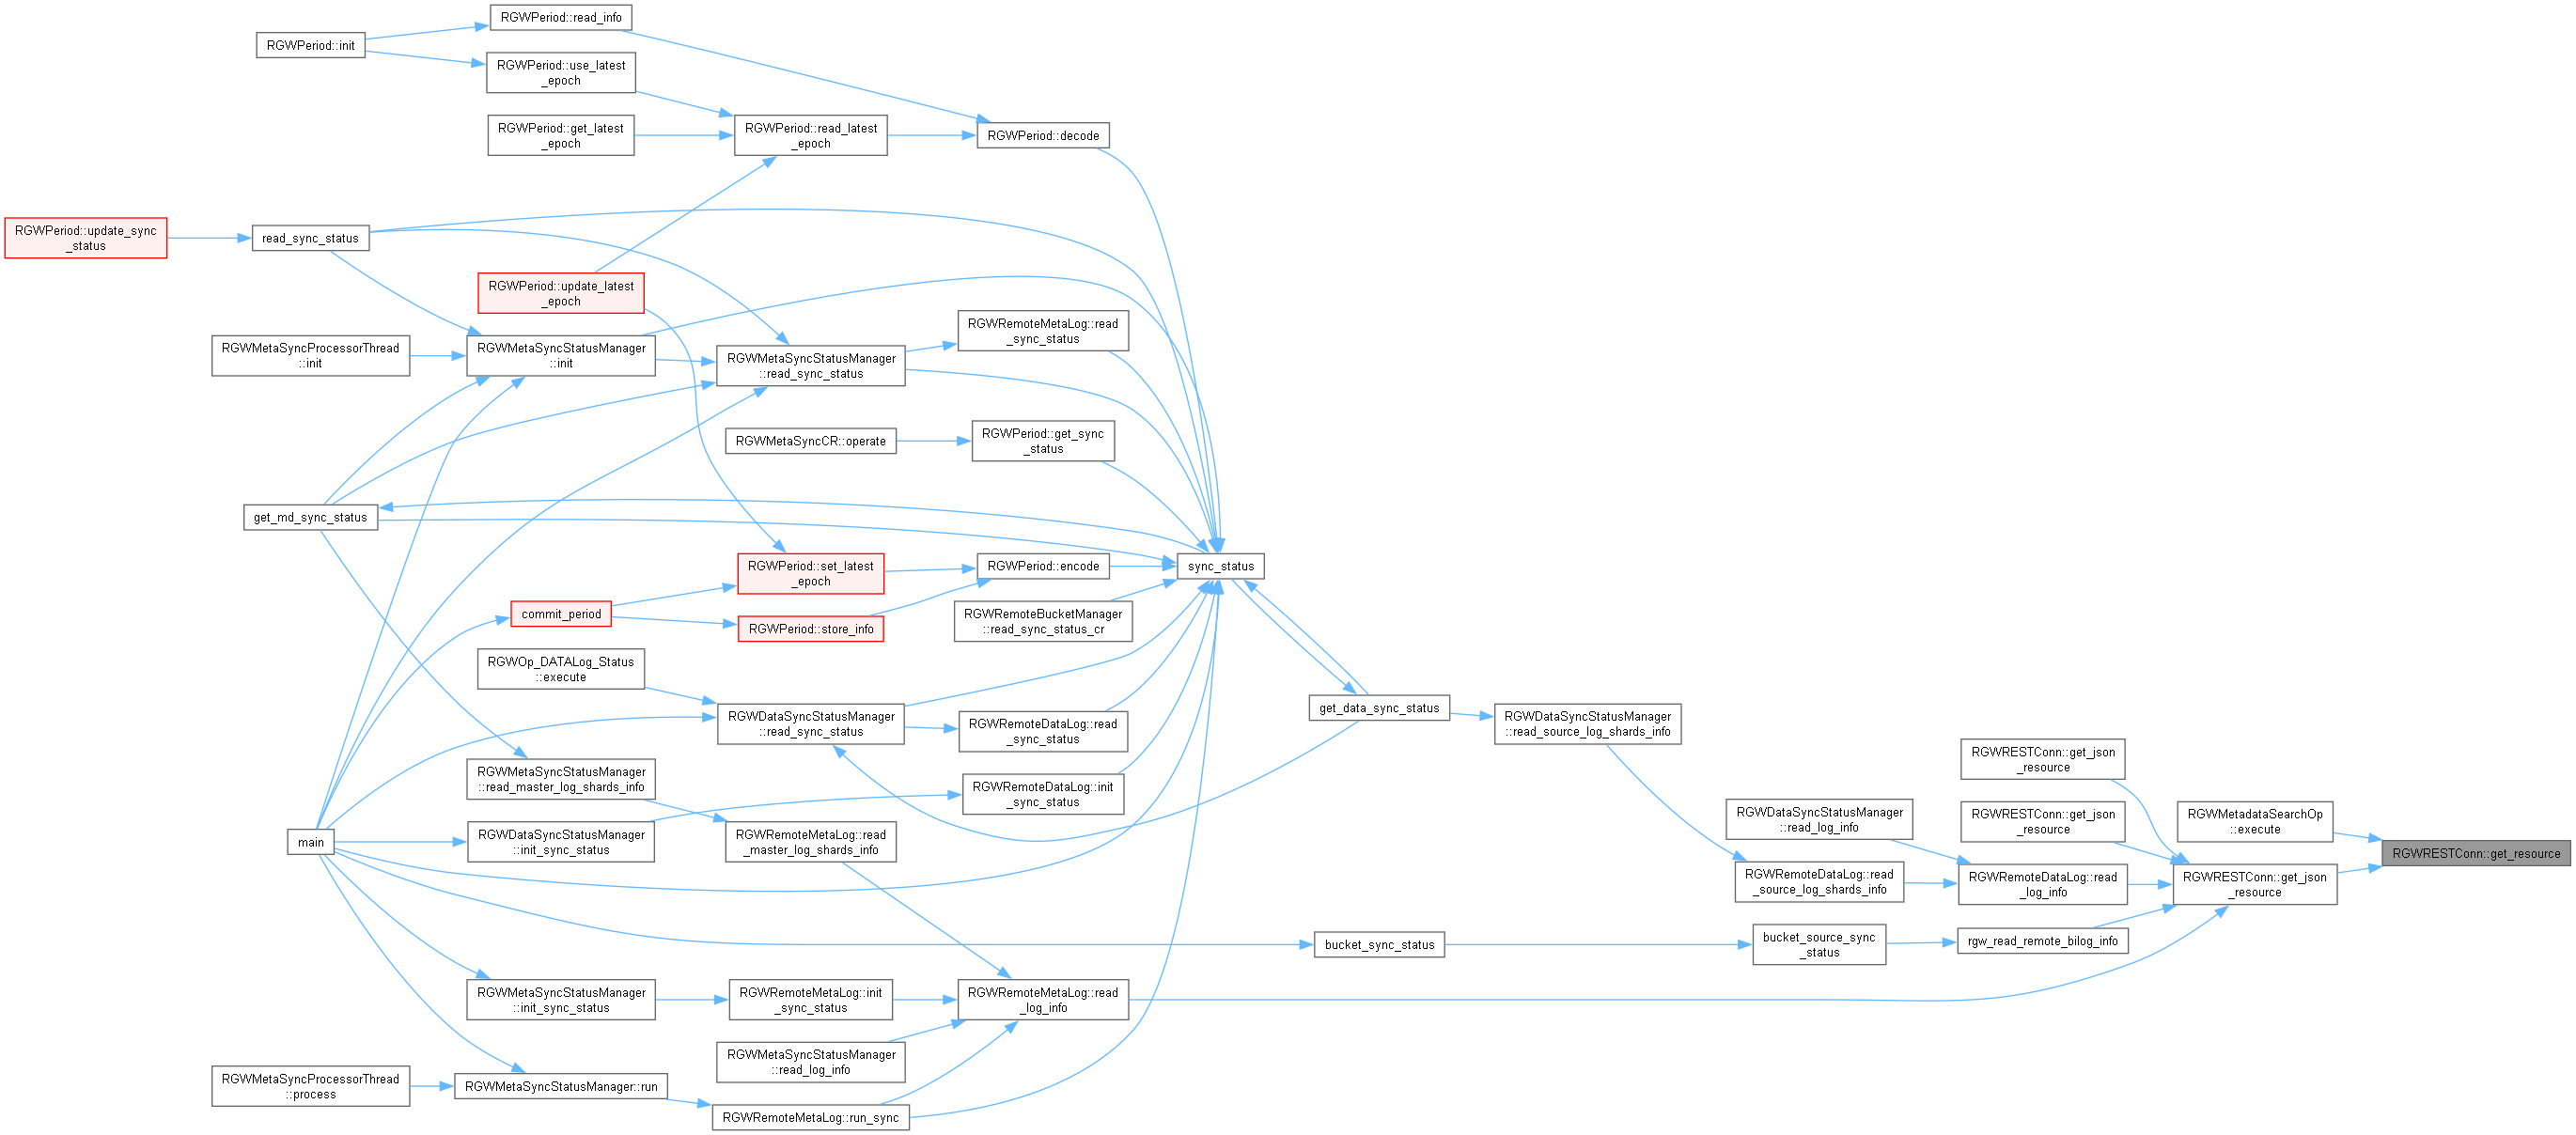 RGWPeriod::read_info
RGWPeriod::init
RGWPeriod::use_latest
_epoch
RGWPeriod::get_latest
_epoch
RGWPeriod::read_latest
_epoch
RGWPeriod::decode
RGWPeriod::update_sync
_status
read_sync_status
RGWPeriod::update_latest
_epoch
RGWRemoteMetaLog::read
_sync_status
RGWMetaSyncProcessorThread
::init
RGWMetaSyncStatusManager
::init
RGWMetaSyncStatusManager
::read_sync_status
RGWMetaSyncCR::operate
RGWPeriod::get_sync
_status
get_md_sync_status
RGWPeriod::set_latest
_epoch
RGWPeriod::encode
sync_status
commit_period
RGWPeriod::store_info
RGWRemoteBucketManager
::read_sync_status_cr
RGWOp_DATALog_Status
::execute
RGWDataSyncStatusManager
::read_sync_status
RGWRemoteDataLog::read
_sync_status
get_data_sync_status
RGWDataSyncStatusManager
::read_source_log_shards_info
RGWRESTConn::get_json
_resource
RGWMetaSyncStatusManager
::read_master_log_shards_info
RGWRemoteDataLog::init
_sync_status
main
RGWDataSyncStatusManager
::init_sync_status
RGWRemoteMetaLog::read
_master_log_shards_info
RGWDataSyncStatusManager
::read_log_info
RGWRESTConn::get_json
_resource
RGWMetadataSearchOp
::execute
RGWRESTConn::get_resource
RGWRemoteDataLog::read
_source_log_shards_info
RGWRemoteDataLog::read
_log_info
RGWRESTConn::get_json
_resource
bucket_sync_status
bucket_source_sync
_status
rgw_read_remote_bilog_info
RGWMetaSyncStatusManager
::init_sync_status
RGWRemoteMetaLog::init
_sync_status
RGWRemoteMetaLog::read
_log_info
RGWMetaSyncStatusManager
::read_log_info
RGWMetaSyncProcessorThread
::process
RGWMetaSyncStatusManager::run
RGWRemoteMetaLog::run_sync